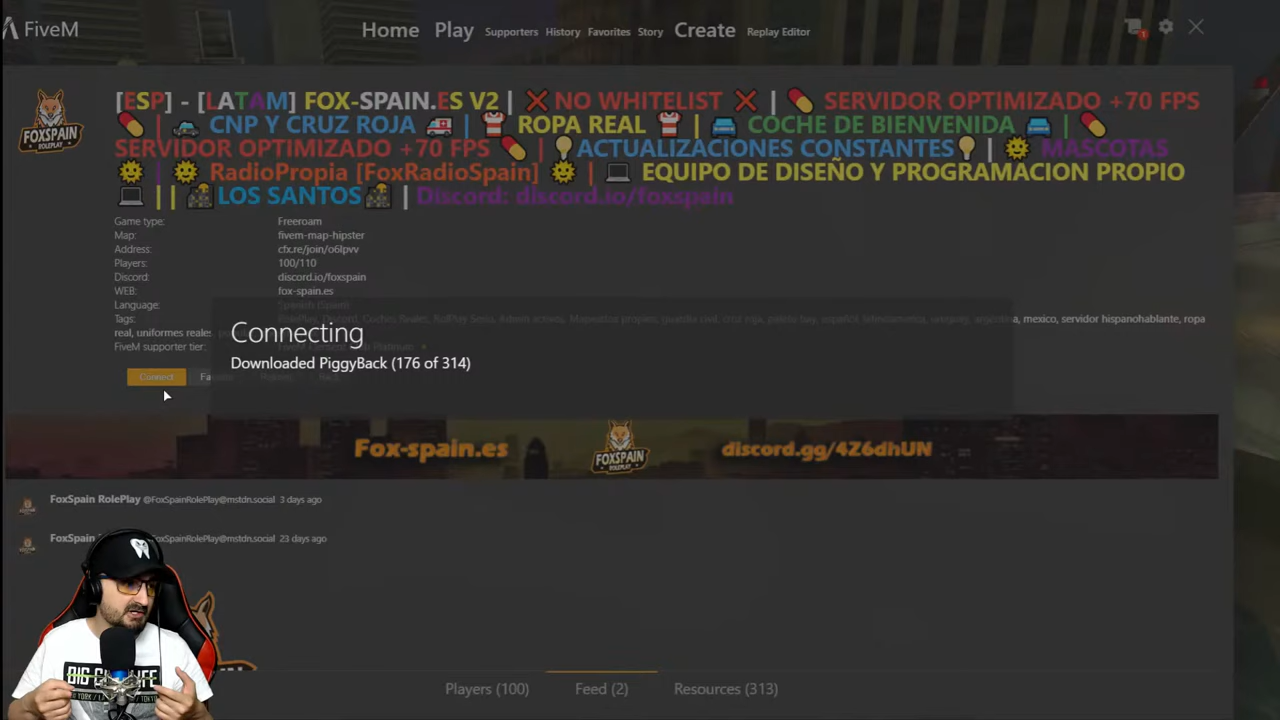 FiveM
Home Play Supporters History Favorites Story Create Replay Editor
1
[ESP] - [LATAM] FOX-SPAIN.ES V2 | ❌ NO WHITELIST ❌ | 💊 SERVIDOR OPTIMIZADO +70 FPS
💊 | 🚓 CNP Y CRUZ ROJA 🚑 | 👕 ROPA REAL 👕 | 🚘 COCHE DE BIENVENIDA 🚘 | 💊
SERVIDOR OPTIMIZADO +70 FPS 💊 | 💡ACTUALIZACIONES CONSTANTES💡 | 🌞 MASCOTAS
🌞 | 🌞 RadioPropia [FoxRadioSpain] 🌞 | 💻 EQUIPO DE DISEÑO Y PROGRAMACION PROPIO
💻 || LOS SANTOS | Discord: discord.io/foxspain
FOXSPAIN
ROLEPLAY
Game type: Freeroam
Map: fivem-map-hipster
Address: cfx.re/join/o6lpvv
Players: 100/110
Discord: discord.io/foxspain
WEB: fox-spain.es
Language: Spanish (Spain)
Tags:
mexico, servidor hispanohablante, ropa
real, uniformes reales,
FiveM supporter tier:
Connecting
Downloaded PiggyBack (176 of 314)
Connect
Fox-spain.es
FOXSPAIN
ROLEPLAY
discord.gg/4Z6dhUN
FoxSpain RolePlay @FoxSpainRolePlay@mstdn.social 3 days ago
FoxSpain FoxSpainRolePlay@mstdn.social 23 days ago
Players (100) Feed (2) Resources (313)